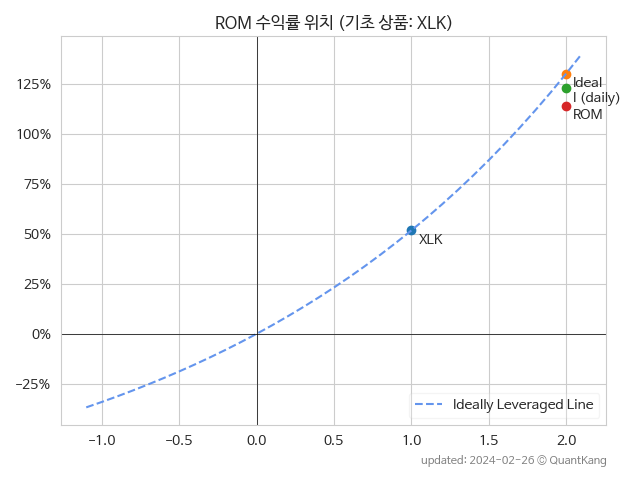 ROM 수익률 위치 (기초 상품: XLK)
125%
100%
75%
50%
25%
0%
−25%
Ideal
I (daily)
ROM
XLK
Ideally Leveraged Line
−1.0 −0.5 0.0 0.5 1.0 1.5 2.0
updated: 2024-02-26 © QuantKang